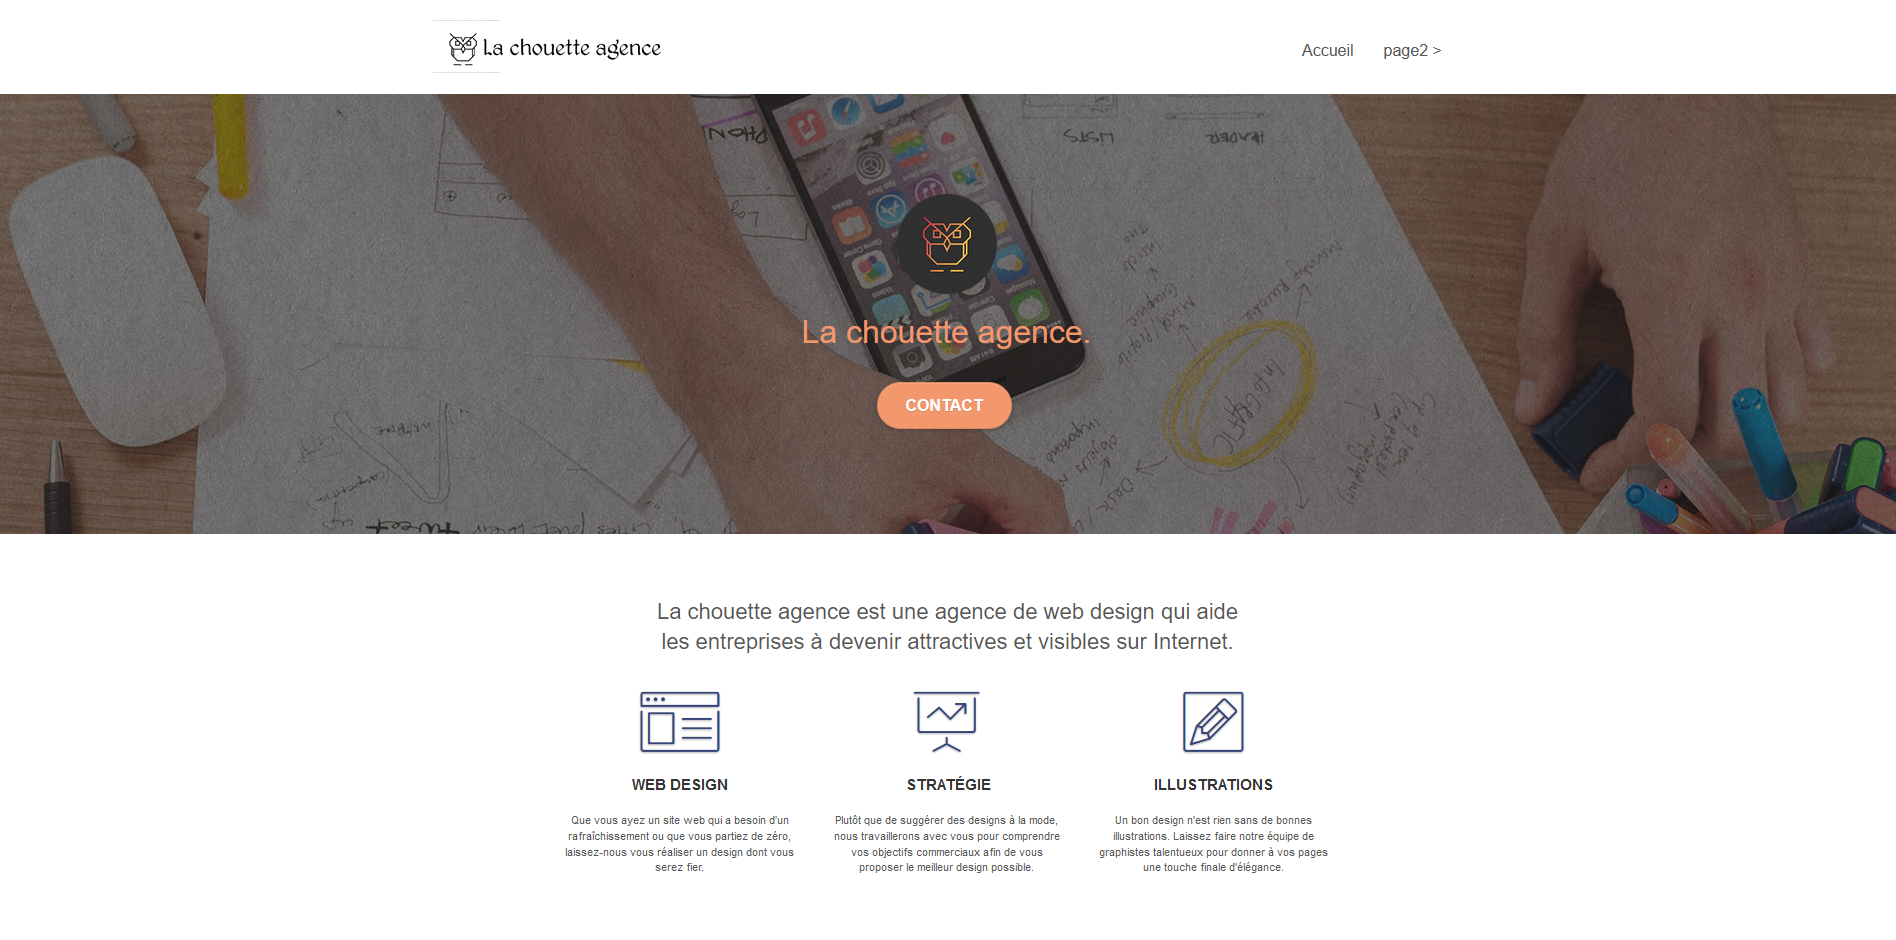 La chouette agence
Accueil
page2 >
PHON
LISTS
HEADER
La chouette agence.
CONTACT
INFOGRAPHIC
La chouette agence est une agence de web design qui aide
les entreprises à devenir attractives et visibles sur Internet.
WEB DESIGN
Que vous ayez un site web qui a besoin d'un
rafraîchissement ou que vous partiez de zéro,
laissez-nous vous réaliser un design dont vous
serez fier.
STRATÉGIE
Plutôt que de suggérer des designs à la mode,
nous travaillerons avec vous pour comprendre
vos objectifs commerciaux afin de vous
proposer le meilleur design possible.
ILLUSTRATIONS
Un bon design n'est rien sans de bonnes
illustrations. Laissez faire notre équipe de
graphistes talentueux pour donner à vos pages
une touche finale d'élégance.